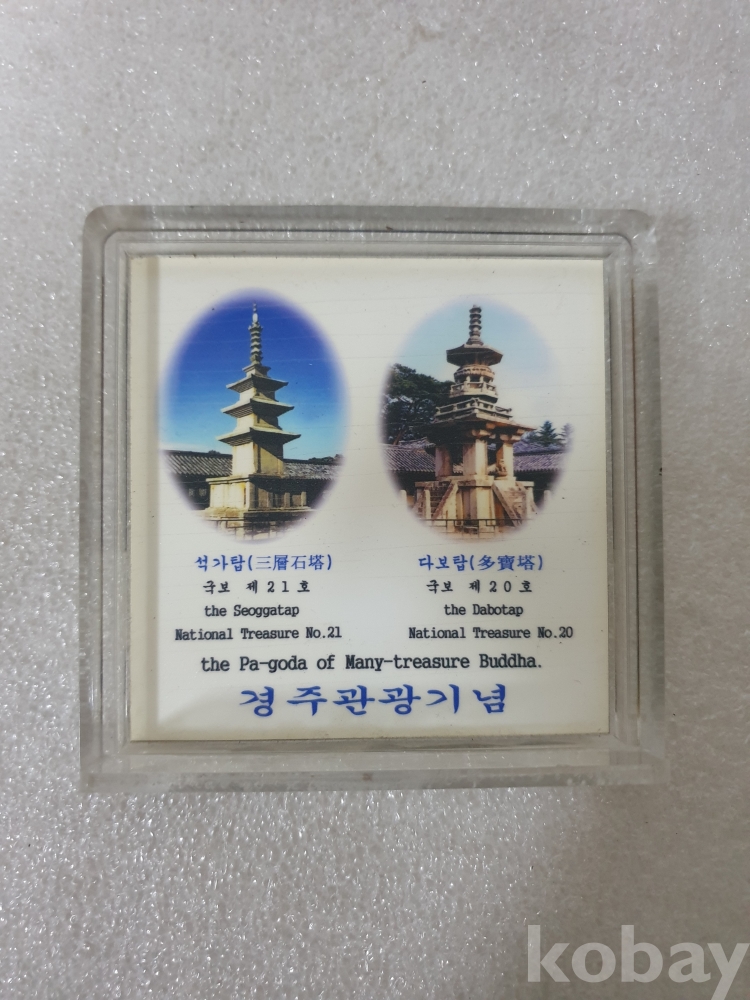 석가탑(三層石塔)
국보 제21호
the Seoggatap
National Treasure No.21
다보탑(多寶塔)
국보 제20호
the Dabotap
National Treasure No.20
the Pa-goda of Many-treasure Buddha.
경주관광기념
kobay